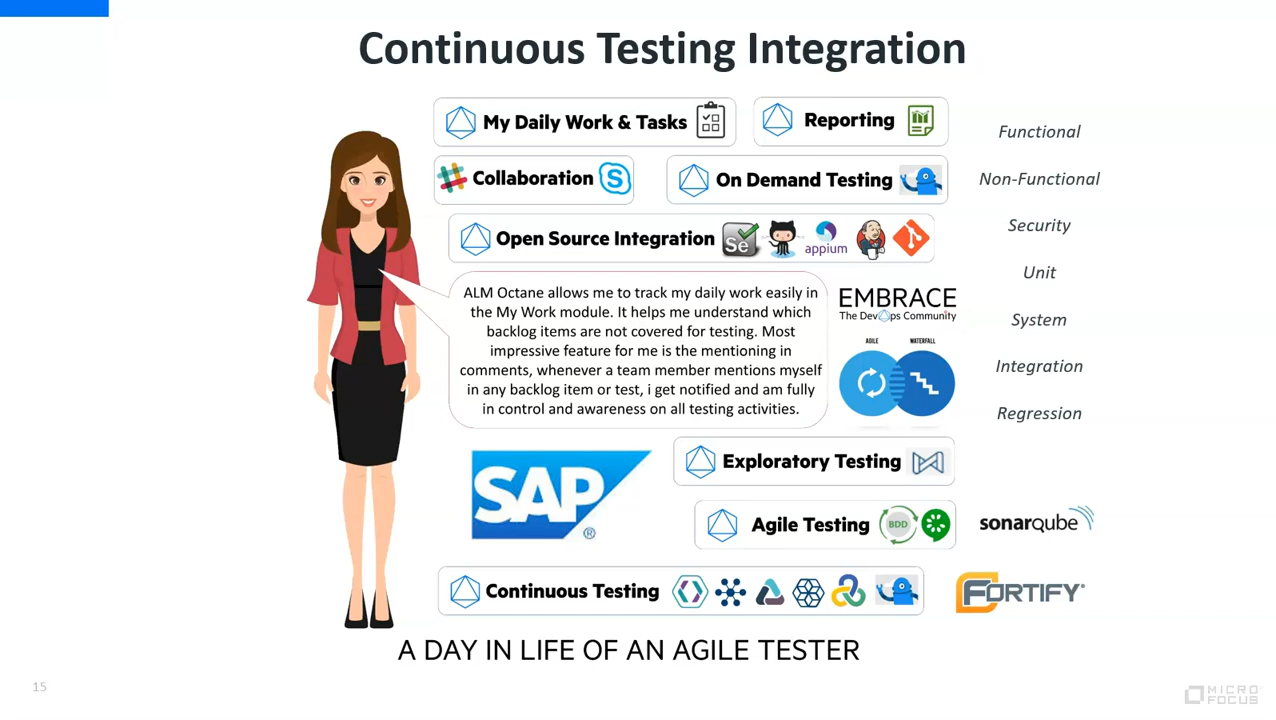 Continuous Testing Integration
My Daily Work & Tasks
Reporting
Collaboration
S
On Demand Testing
Open Source Integration
Se
appium
ALM Octane allows me to track my daily work easily in
the My Work module. It helps me understand which
backlog items are not covered for testing. Most
impressive feature for me is the mentioning in
comments, whenever a team member mentions myself
in any backlog item or test, i get notified and am fully
in control and awareness on all testing activities.
EMBRACE
The DevOps Community
AGILE
WATERFALL
Functional
Non-Functional
Security
Unit
System
Integration
Regression
SAP®
Exploratory Testing
Agile Testing
BDD
sonarqube
Continuous Testing
FORTIFY®
A DAY IN LIFE OF AN AGILE TESTER
15
MICRO
FOCUS